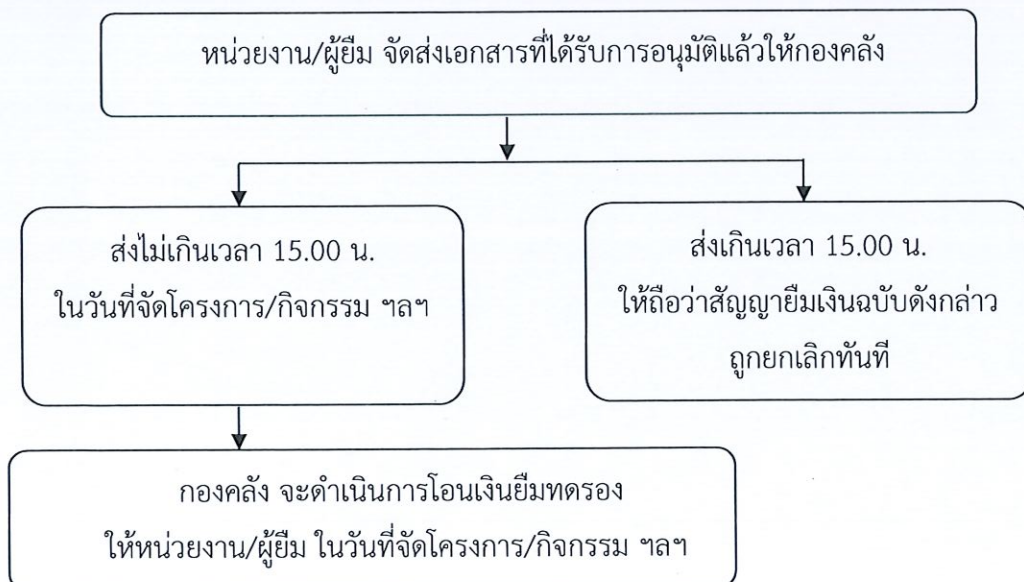 หน่วยงาน/ผู้ยืม จัดส่งเอกสารที่ได้รับการอนุมัติแล้วให้กองคลัง
ส่งไม่เกินเวลา 15.00 น.
ในวันที่จัดโครงการ/กิจกรรม ฯลฯ
ส่งเกินเวลา 15.00 น.
ให้ถือว่าสัญญายืมเงินฉบับดังกล่าว
ถูกยกเลิกทันที
กองคลัง จะดำเนินการโอนเงินยืมทดรอง
ให้หน่วยงาน/ผู้ยืม ในวันที่จัดโครงการ/กิจกรรม ฯลฯ